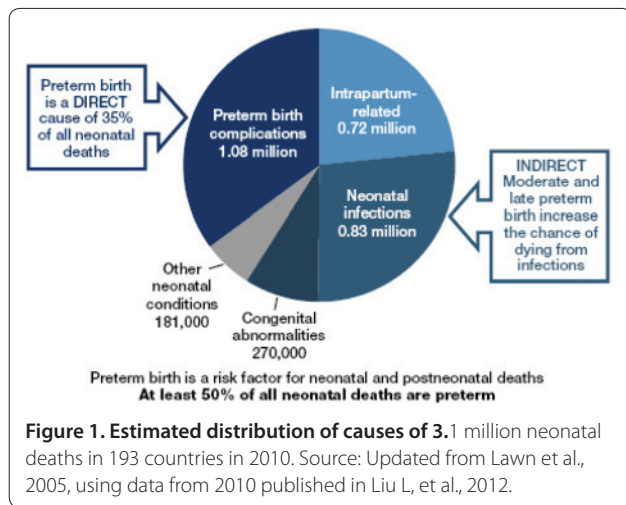 Preterm birth
is a DIRECT
cause of 35%
of all neonatal
deaths
Preterm birth
complications
1.08 million
Intrapartum-
related
0.72 million
Neonatal
infections
0.83 million
INDIRECT
Moderate and
late preterm
birth increase
the chance of
dying from
infections
Other
neonatal
conditions
181,000
Congenital
abnormalities
270,000
Preterm birth is a risk factor for neonatal and postneonatal deaths
At least 50% of all neonatal deaths are preterm
Figure 1. Estimated distribution of causes of 3.1 million neonatal
deaths in 193 countries in 2010. Source: Updated from Lawn et al.,
2005, using data from 2010 published in Liu L, et al., 2012.